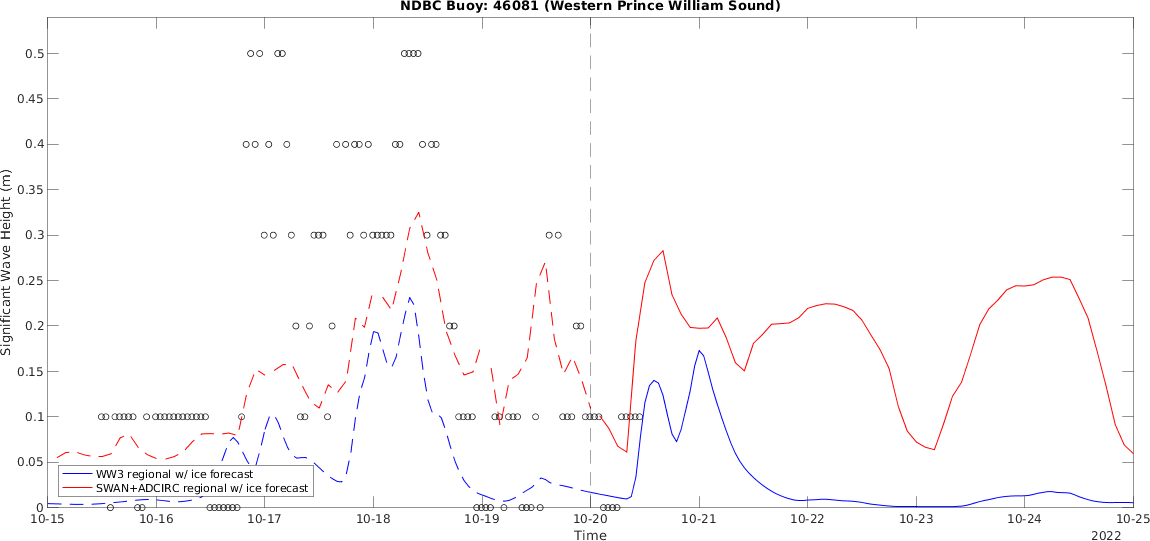 NDBC Buoy: 46081 (Western Prince William Sound)
Significant Wave Height (m)
0.5
0.45
0.4
0.35
0.3
0.25
0.2
0.15
0.1
0.05
0
WW3 regional w/ ice forecast
SWAN+ADCIRC regional w/ ice forecast
10-15 10-16 10-17 10-18 10-19 10-20 10-21 10-22 10-23 10-24 10-25
Time
2022